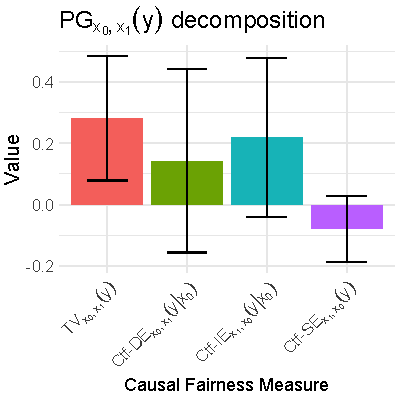 PGx₀, x₁(y) decomposition
0.4
0.2
0.0
-0.2
Value
TVx₀, x₁(y)
Ctf-DEx₀, x₁(y|x₀)
Ctf-IEx₁, x₀(y|x₀)
Ctf-SEx₁, x₀(y)
Causal Fairness Measure